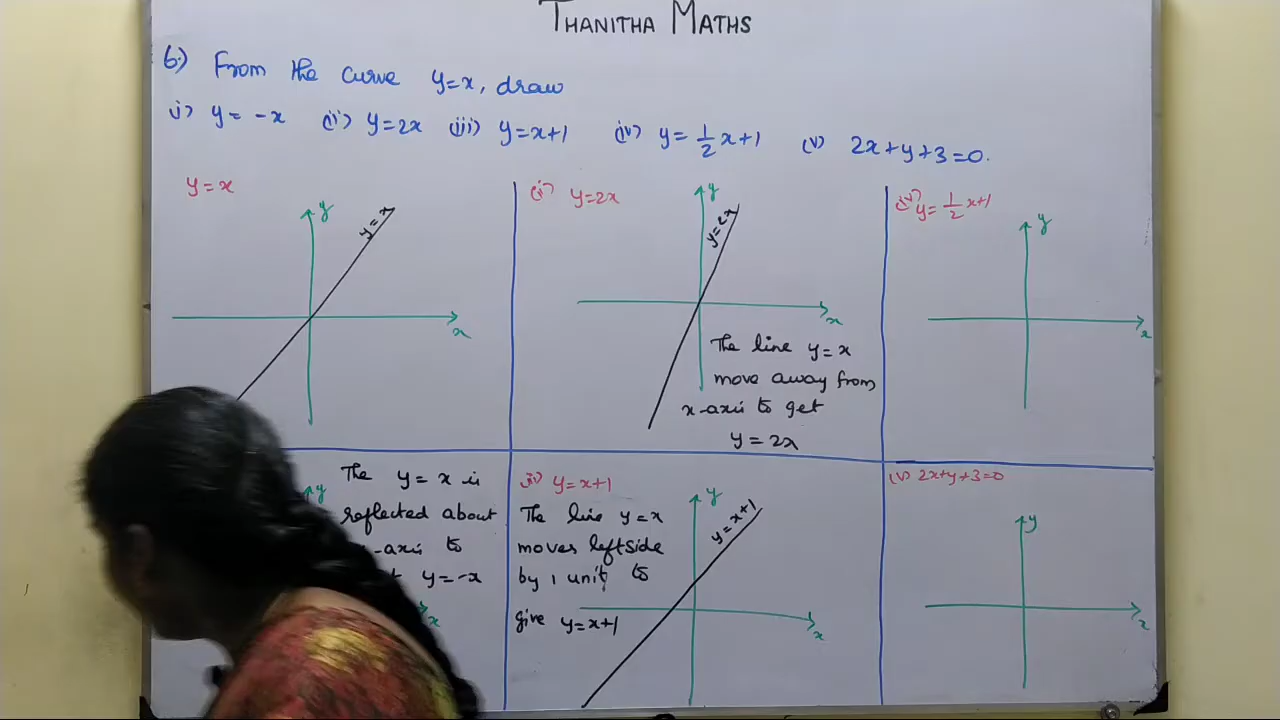 THANITHA MATHS
6.) From the curve y=x, draw
i) y = -x (ii) y=2x (iii) y=x+1 (iv) y = 1/2 x+1 (v) 2x+y+3=0.
y=x
y
y=x
x
y=2x
y
y=2x
x
The line y=x
move away from
x-axis to get
y = 2x
(iv) y = 1/2 x+1
y
x
y
The y = x is
reflected about
-axis to
y=-x
x
y=x+1
The line y=x
moves leftside
by 1 unit to
give y=x+1
y
y=x+1
x
(v) 2x+y+3=0
y
x